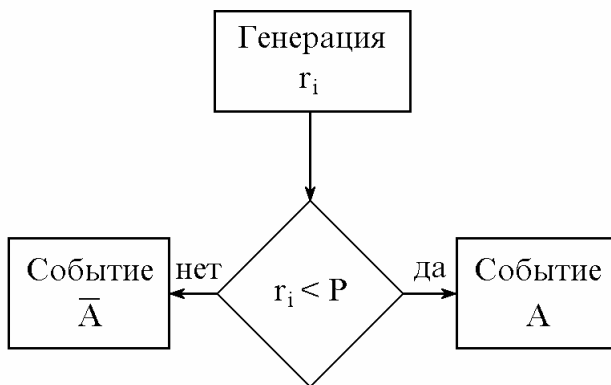 Генерация
rᵢ
Событие
A̅
нет
rᵢ < P
да
Событие
A